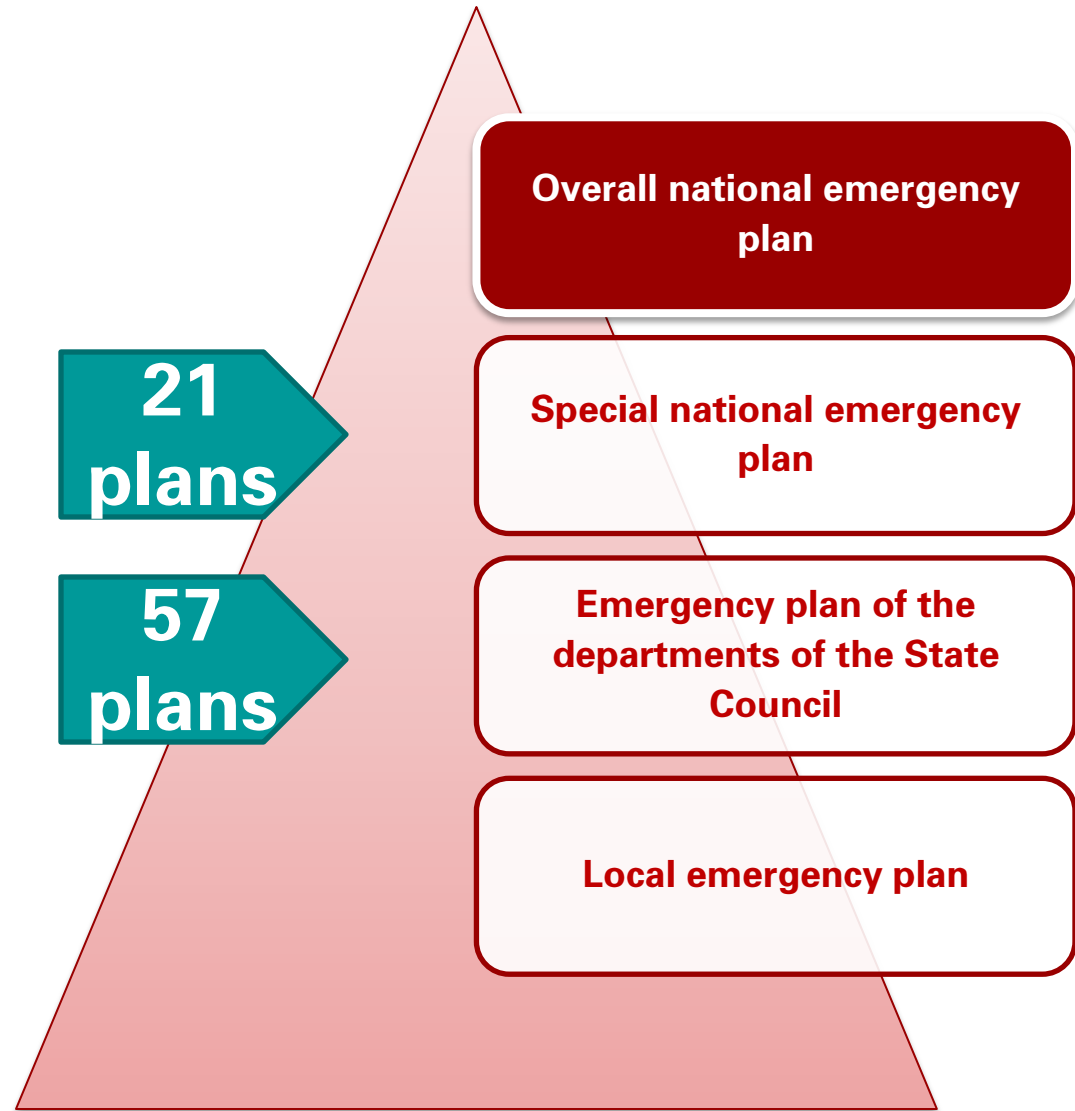 Overall national emergency
plan
21
plans
Special national emergency
plan
57
plans
Emergency plan of the
departments of the State
Council
Local emergency plan